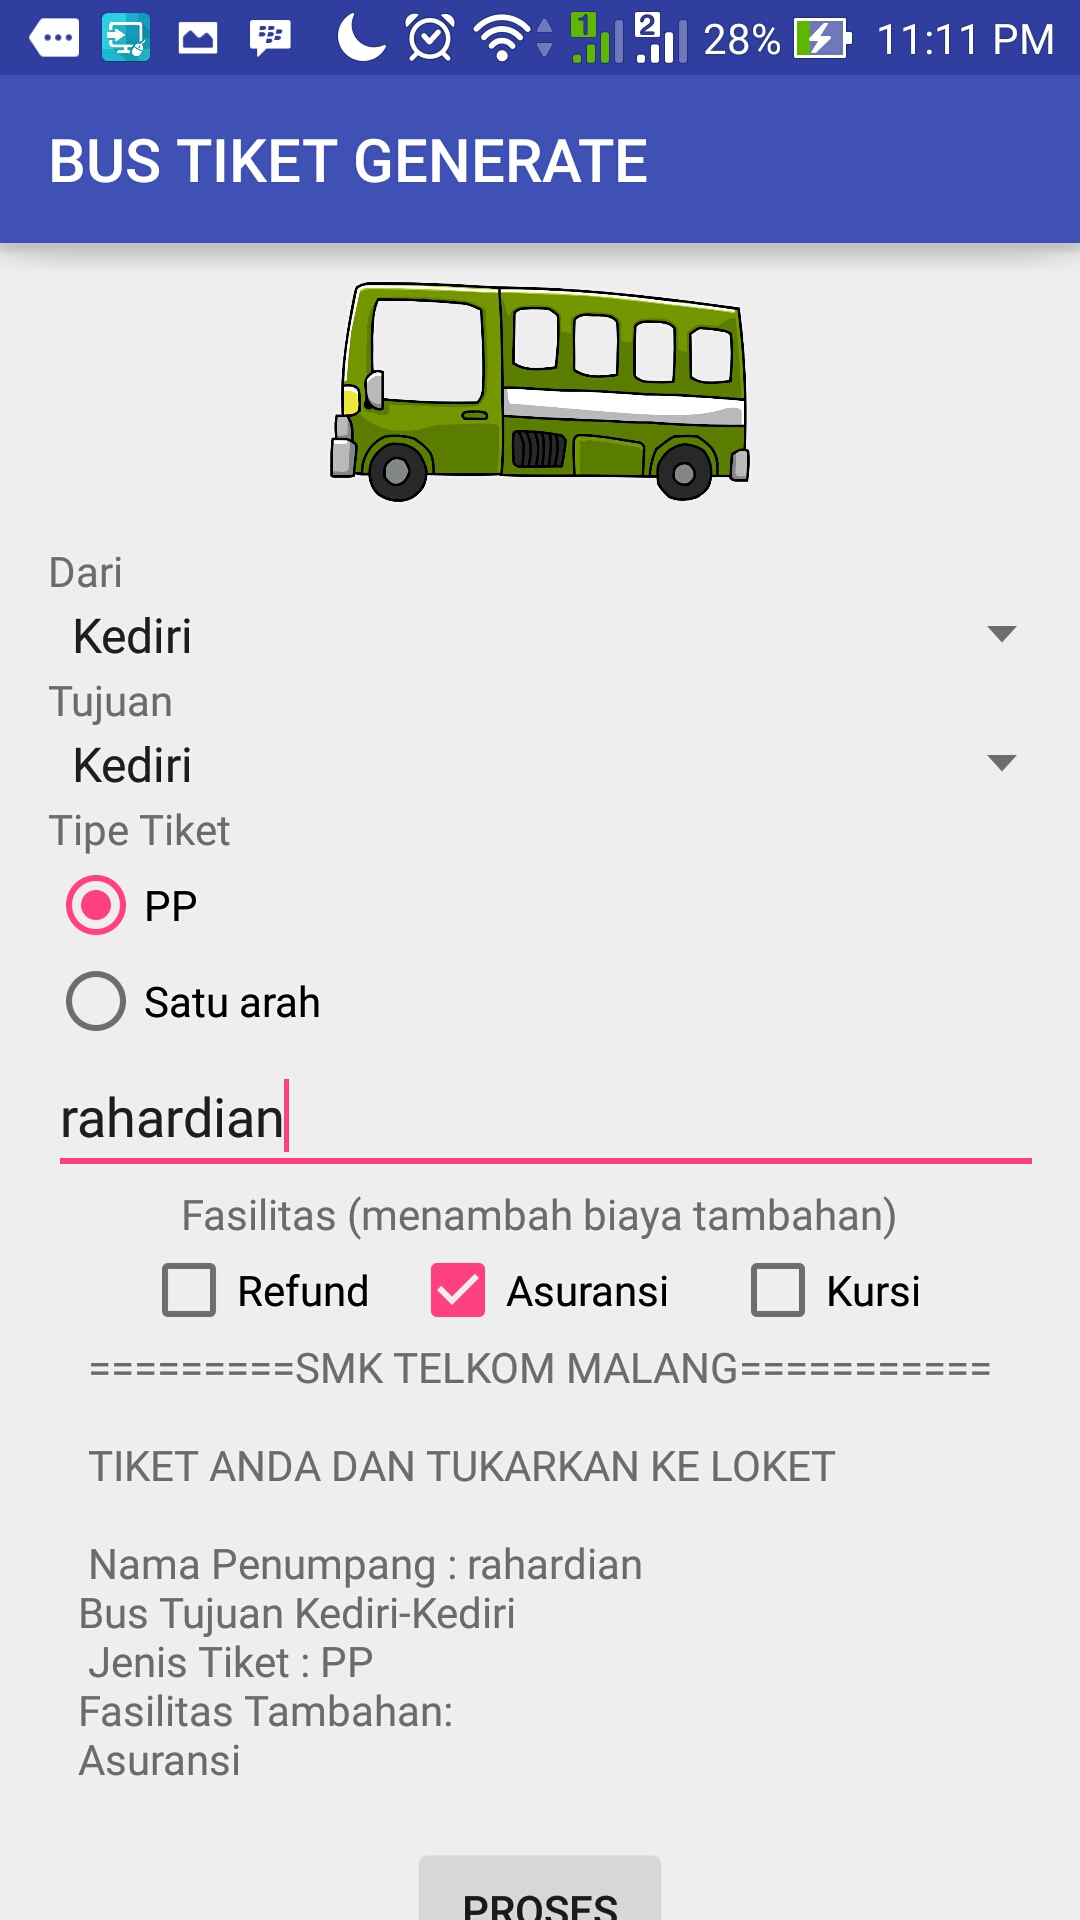 1 2 28% 11:11 PM
BUS TIKET GENERATE
Dari
Kediri
Tujuan
Kediri
Tipe Tiket
PP
Satu arah
rahardian
Fasilitas (menambah biaya tambahan)
Refund Asuransi Kursi
=========SMK TELKOM MALANG===========
TIKET ANDA DAN TUKARKAN KE LOKET
Nama Penumpang : rahardian
Bus Tujuan Kediri-Kediri
Jenis Tiket : PP
Fasilitas Tambahan:
Asuransi
PROSES